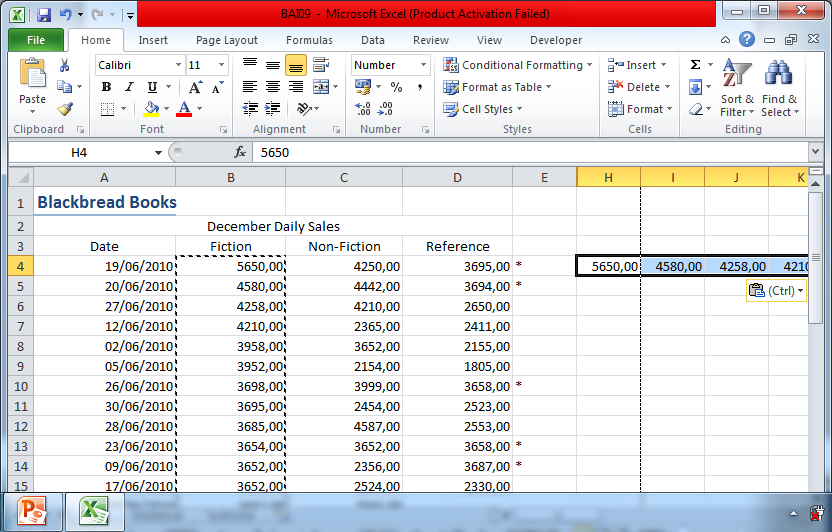 BAI09 - Microsoft Excel (Product Activation Failed)
File Home Insert Page Layout Formulas Data Review View Developer
Paste
Clipboard
Calibri 11
B I U
Font
Alignment
Number
% ,
Number
Conditional Formatting
Format as Table
Cell Styles
Styles
Insert
Delete
Format
Cells
Σ
Sort & Filter
Find & Select
Editing
H4 fx 5650
A B C D E H I J K
1 Blackbread Books
2 December Daily Sales
3 Date Fiction Non-Fiction Reference
4 19/06/2010 5650,00 4250,00 3695,00 * 5650,00 4580,00 4258,00 4210
5 20/06/2010 4580,00 4442,00 3694,00 *
(Ctrl)
6 27/06/2010 4258,00 4210,00 2650,00
7 12/06/2010 4210,00 2365,00 2411,00
8 02/06/2010 3958,00 3652,00 2155,00
9 05/06/2010 3952,00 2154,00 1805,00
10 26/06/2010 3698,00 3999,00 3658,00 *
11 30/06/2010 3695,00 2454,00 2523,00
12 28/06/2010 3685,00 4587,00 2553,00
13 23/06/2010 3654,00 3652,00 3658,00 *
14 09/06/2010 3652,00 2356,00 3687,00 *
15 17/06/2010 3652,00 2524,00 2330,00